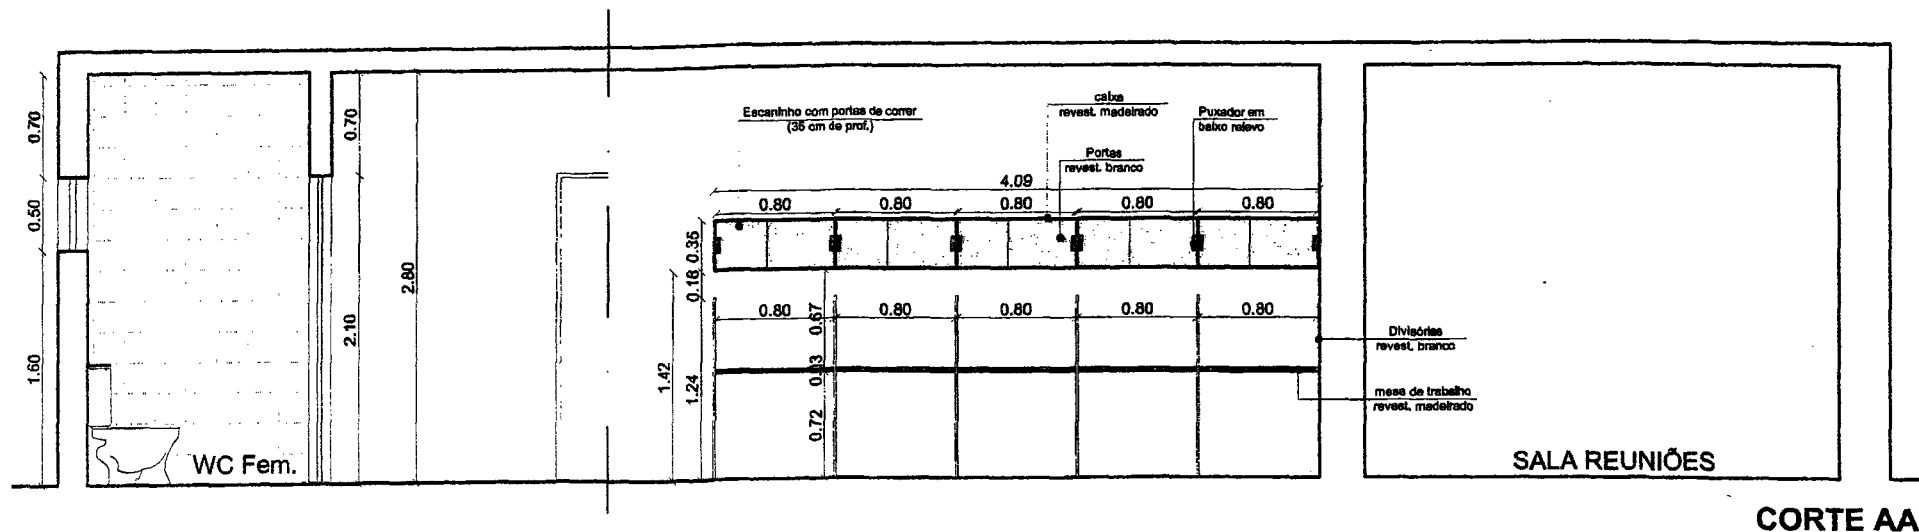 0.70
0.50
1.60
WC Fem.
0.70
2.10
2.80
Escaninho com portas de correr
(35 cm de prof.)
caixa
revest. madeirado
Puxador em
baixo relevo
Portas
revest. branco
4.09
0.80 0.80 0.80 0.80 0.80
0.35
0.18
1.42
1.24
0.80 0.80 0.80 0.80 0.80
0.67
0.03
0.72
Divisórias
revest. branco
mesa de trabalho
revest. madeirado
SALA REUNIÕES
CORTE AA